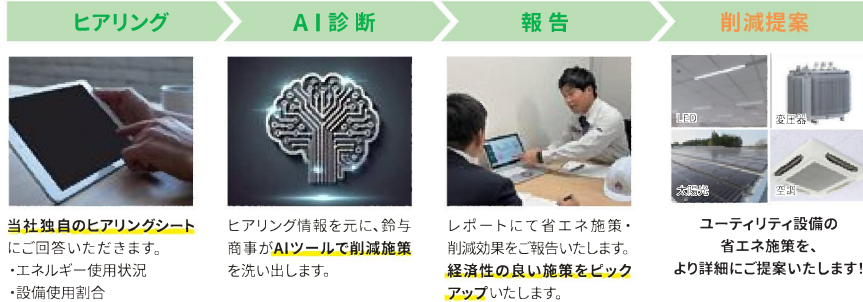 ヒアリング
AI診断
報告
削減提案
LED
変圧器
太陽光
空調
当社独自のヒアリングシート
にご回答いただきます。
・エネルギー使用状況
・設備使用割合
ヒアリング情報を元に、鈴与
商事がAIツールで削減施策
を洗い出します。
レポートにて省エネ施策・
削減効果をご報告いたします。
経済性の良い施策をピック
アップいたします。
ユーティリティ設備の
省エネ施策を、
より詳細にご提案いたします!